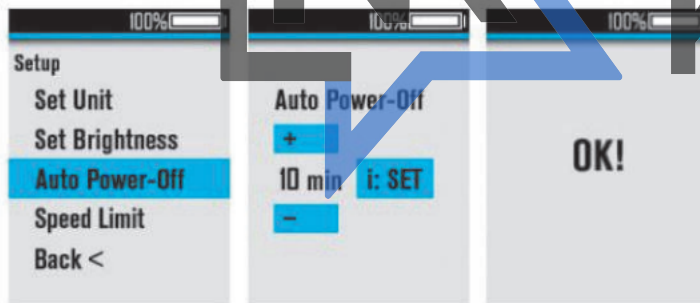 100%
Setup
Set Unit
Set Brightness
Auto Power-Off
Speed Limit
Back <
100%
Auto Power-Off
+
10 min i: SET
−
100%
OK!